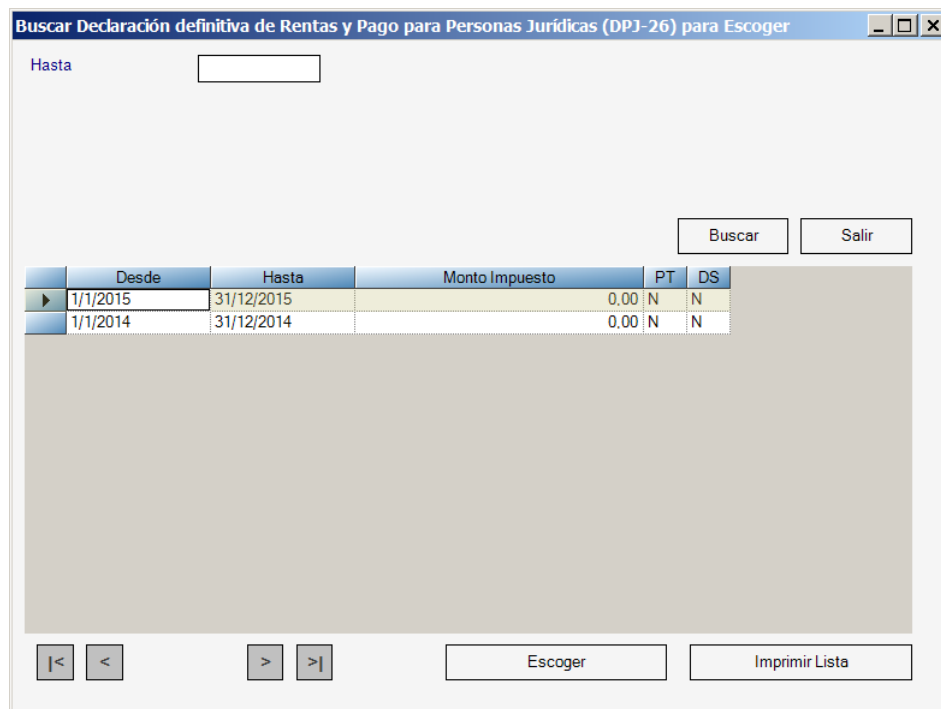 Buscar Declaración definitiva de Rentas y Pago para Personas Jurídicas (DPJ-26) para Escoger
Hasta
Buscar Salir
Desde Hasta Monto Impuesto PT DS
1/1/2015 31/12/2015 0,00 N N
1/1/2014 31/12/2014 0,00 N N
|< < > >| Escoger Imprimir Lista